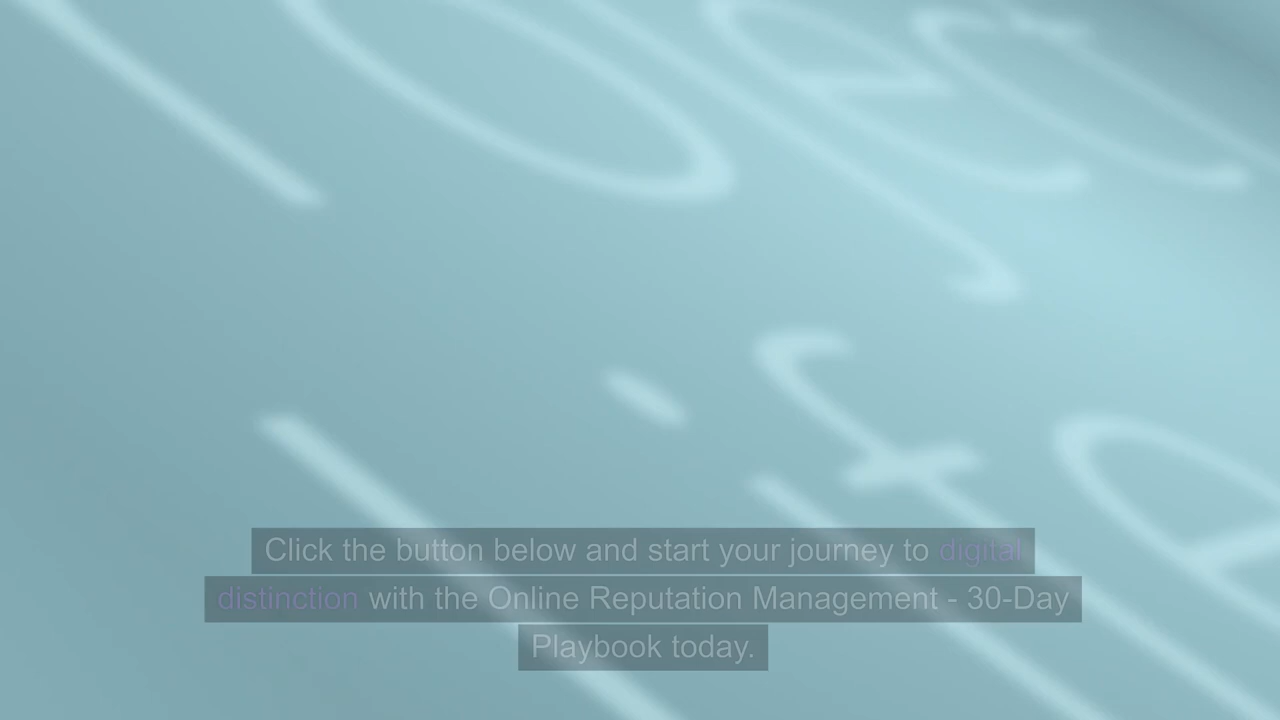 Click the button below and start your journey to digital
distinction with the Online Reputation Management - 30-Day
Playbook today.